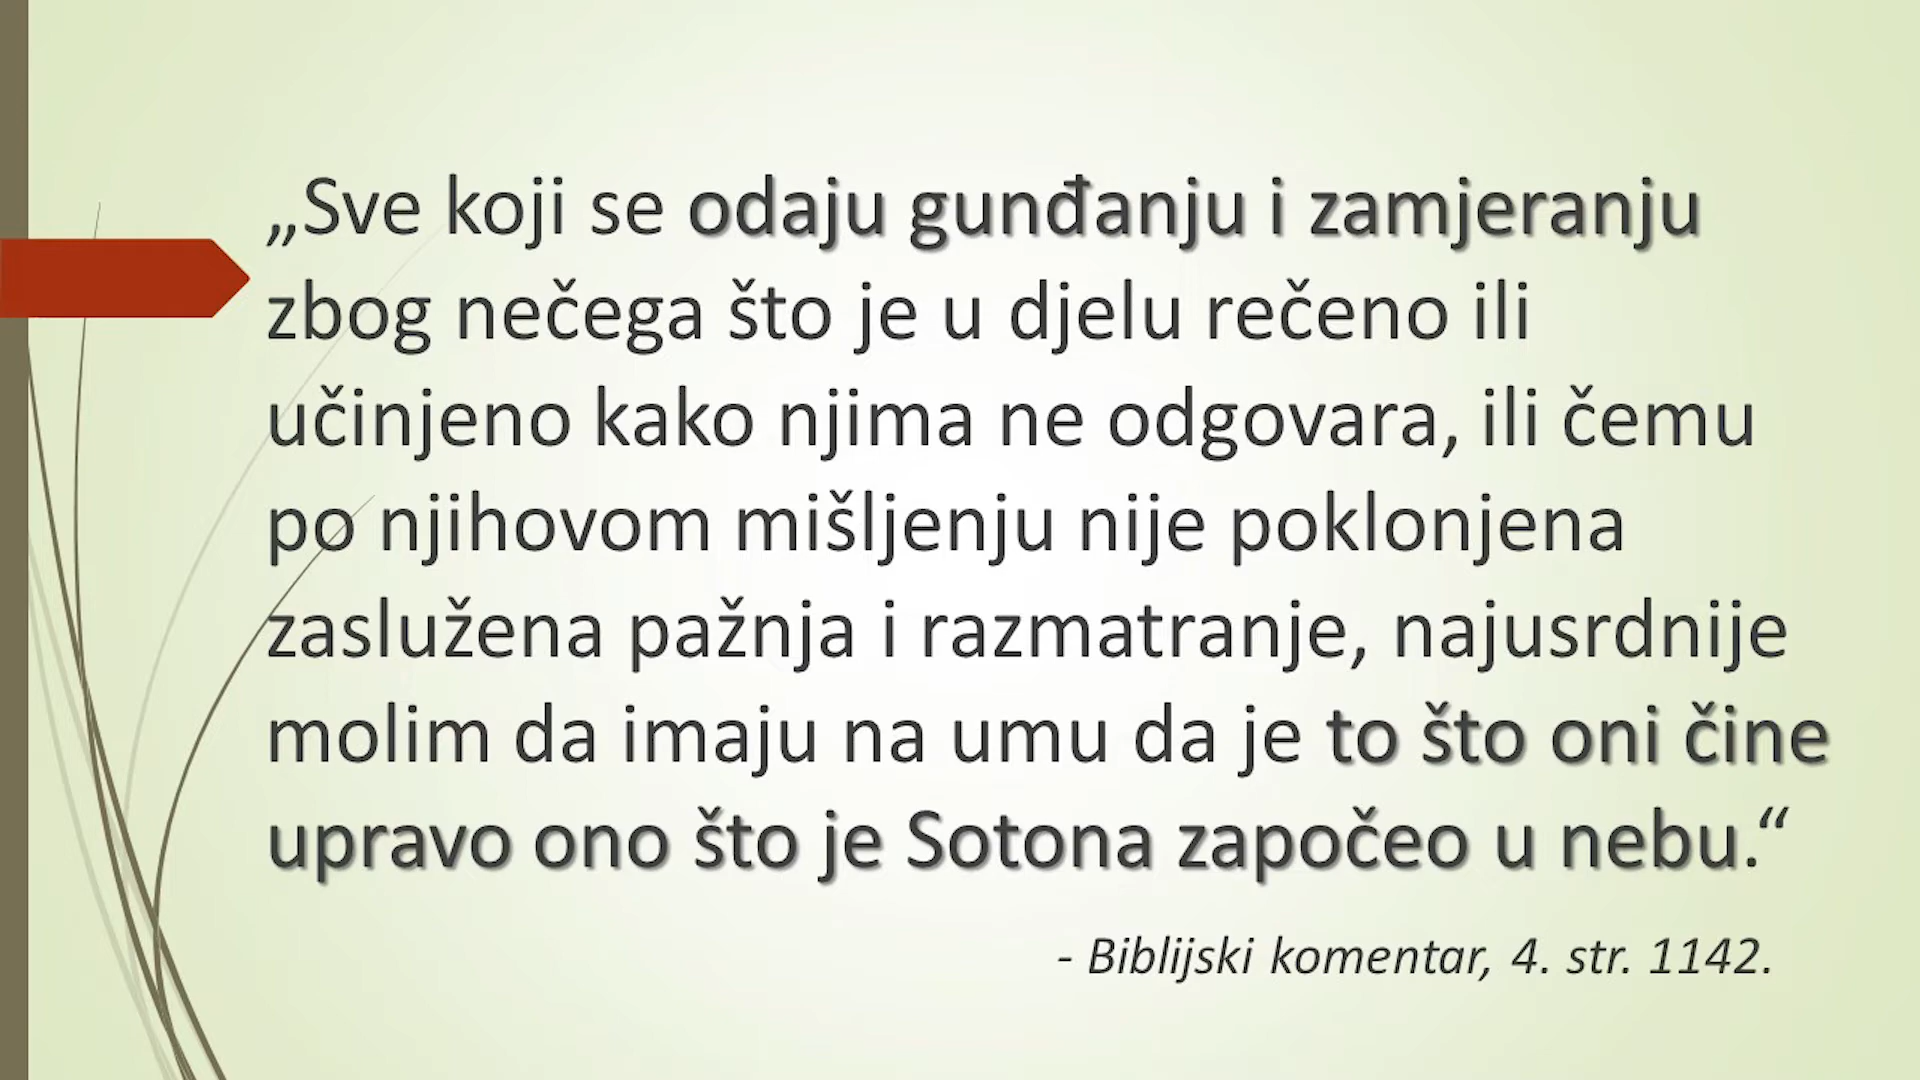 „Sve koji se odaju gunđanju i zamjeranju
zbog nečega što je u djelu rečeno ili
učinjeno kako njima ne odgovara, ili čemu
po njihovom mišljenju nije poklonjena
zaslužena pažnja i razmatranje, najusrdnije
molim da imaju na umu da je to što oni čine
upravo ono što je Sotona započeo u nebu.“
- Biblijski komentar, 4. str. 1142.